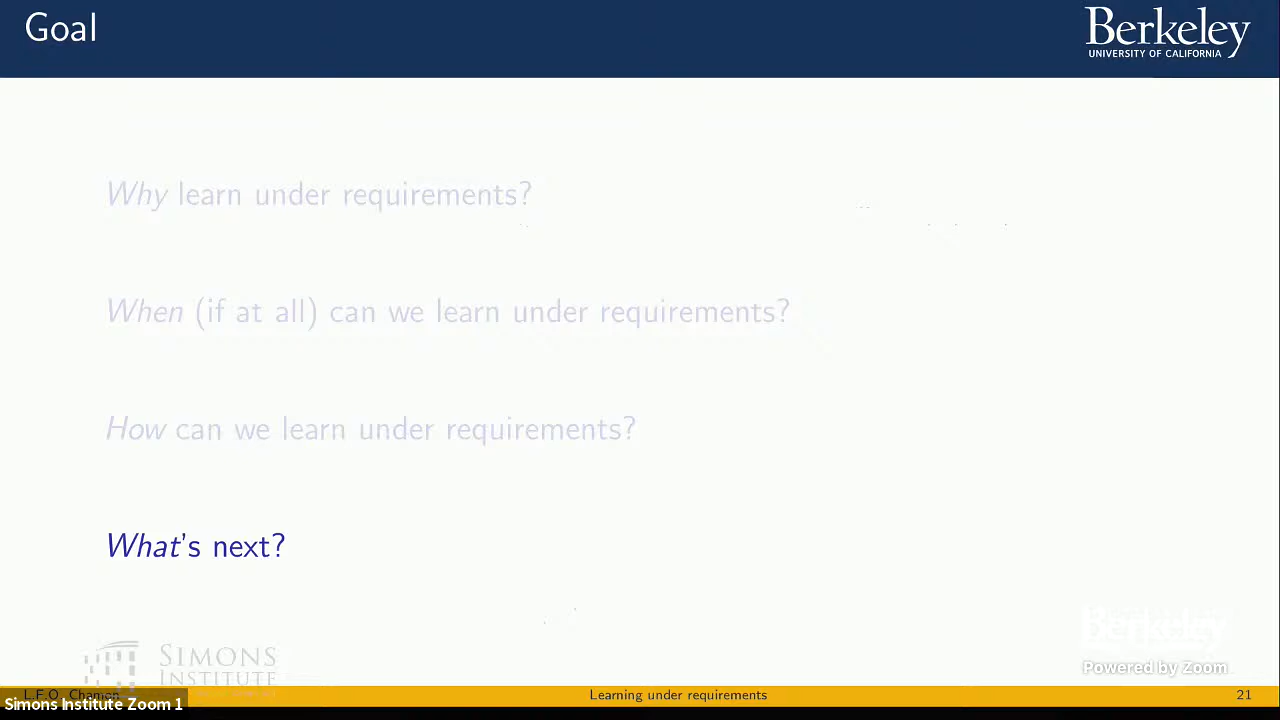 Goal
Berkeley
UNIVERSITY OF CALIFORNIA
Why learn under requirements?
When (if at all) can we learn under requirements?
How can we learn under requirements?
What's next?
SIMONS
INSTITUTE
Berkeley
Powered by Zoom
L.F.O. Chamon
Learning under requirements
21
Simons Institute Zoom 1